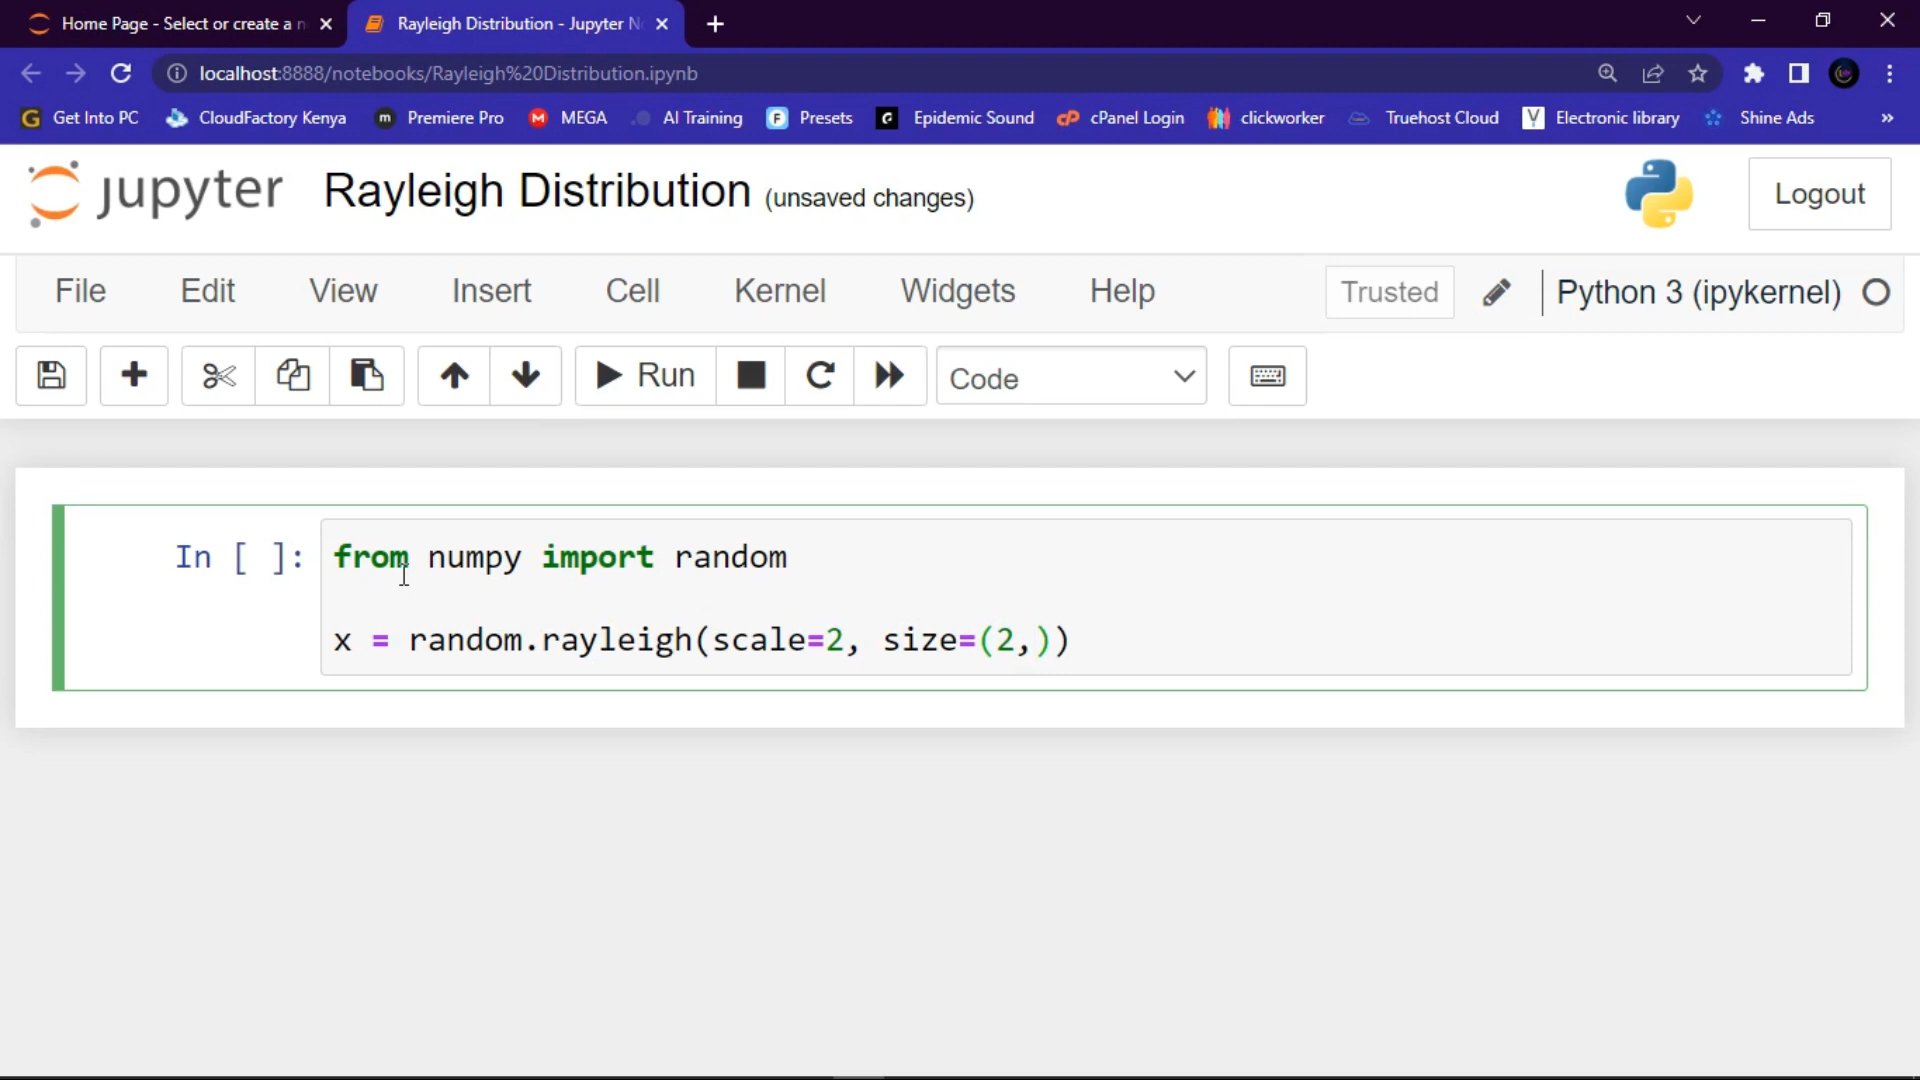 Home Page - Select or create a n
Rayleigh Distribution - Jupyter N
localhost:8888/notebooks/Rayleigh%20Distribution.ipynb
Get Into PC
CloudFactory Kenya
Premiere Pro
MEGA
AI Training
Presets
Epidemic Sound
cPanel Login
clickworker
Truehost Cloud
Electronic library
Shine Ads
»
jupyter Rayleigh Distribution (unsaved changes)
Logout
File Edit View Insert Cell Kernel Widgets Help
Trusted
Python 3 (ipykernel)
Run
Code
In [ ]: from numpy import random
x = random.rayleigh(scale=2, size=(2,))